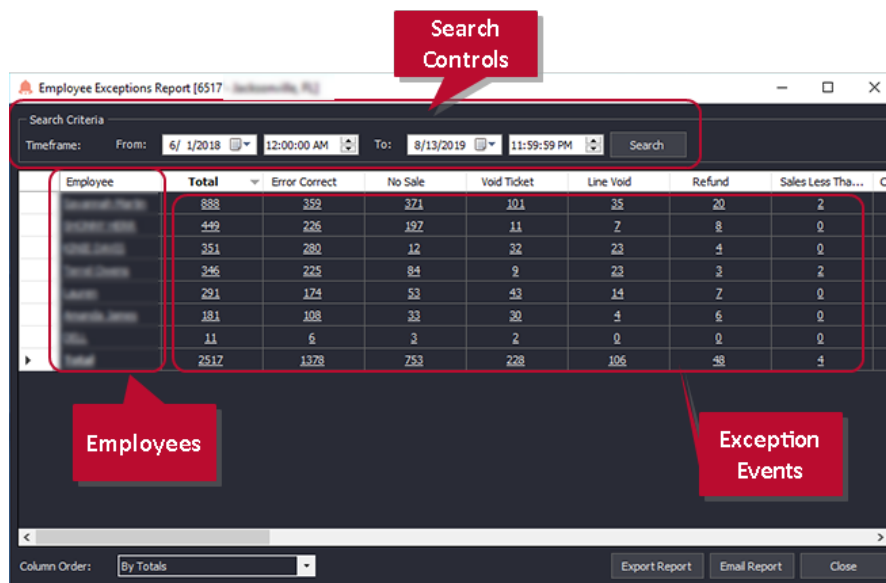 Search
Controls
Employee Exceptions Report [6517
Search Criteria
Timeframe: From: 6/ 1/2018 12:00:00 AM To: 8/13/2019 11:59:59 PM Search
Employee Total Error Correct No Sale Void Ticket Line Void Refund Sales Less Tha... C
888 359 371 101 35 20 2
449 226 197 11 7 8 0
351 280 12 32 23 4 0
346 225 84 9 23 3 2
291 174 53 43 14 7 0
181 108 33 30 4 6 0
11 6 3 2 0 0 0
Total 2517 1378 753 228 106 48 4
Employees
Exception
Events
Column Order: By Totals Export Report Email Report Close